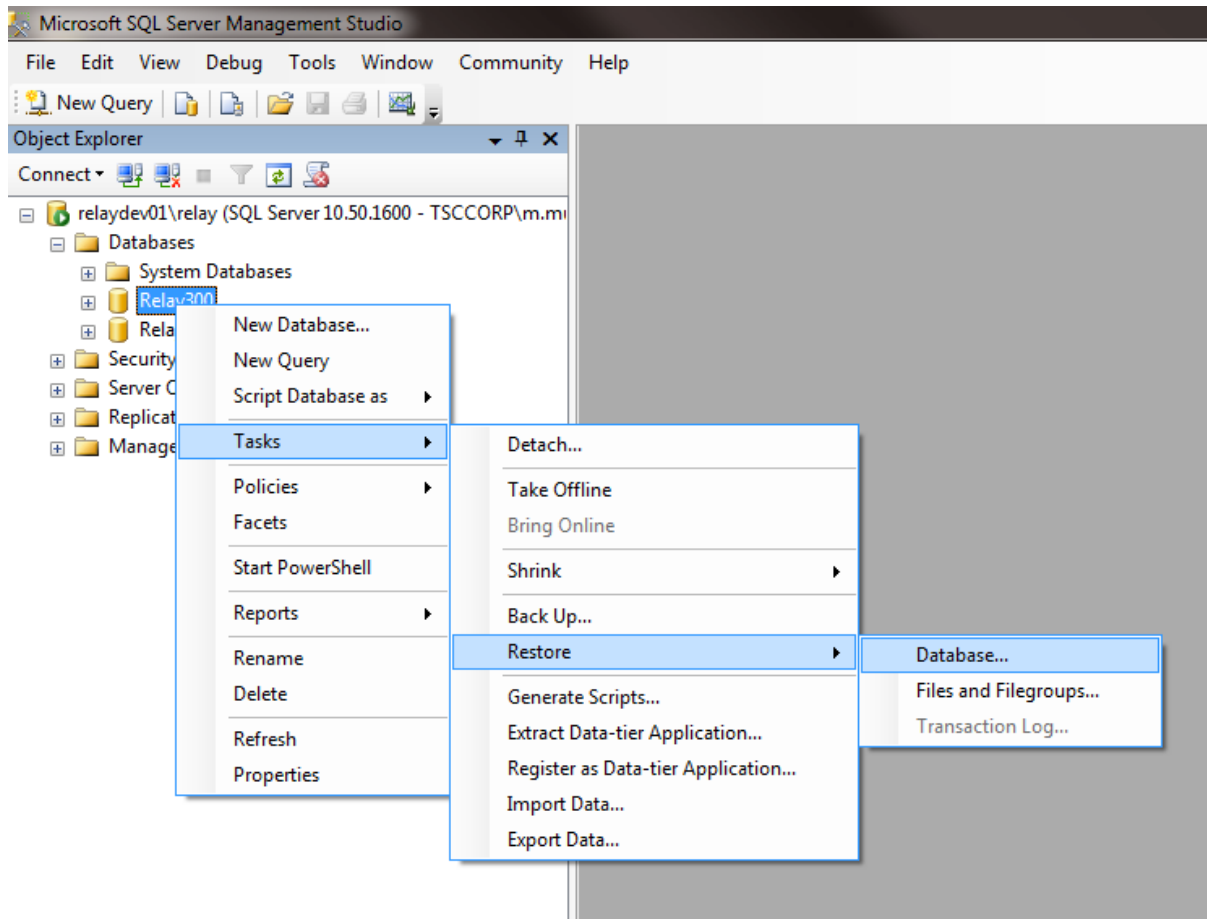 Microsoft SQL Server Management Studio
File Edit View Debug Tools Window Community Help
New Query
Object Explorer
Connect
relaydev01\relay (SQL Server 10.50.1600 - TSCCORP\m.m
Databases
System Databases
Relay300
Rela
Security
Server
Replicat
Manage
New Database...
New Query
Script Database as
Tasks
Policies
Facets
Start PowerShell
Reports
Rename
Delete
Refresh
Properties
Detach...
Take Offline
Bring Online
Shrink
Back Up...
Restore
Generate Scripts...
Extract Data-tier Application...
Register as Data-tier Application...
Import Data...
Export Data...
Database...
Files and Filegroups...
Transaction Log...